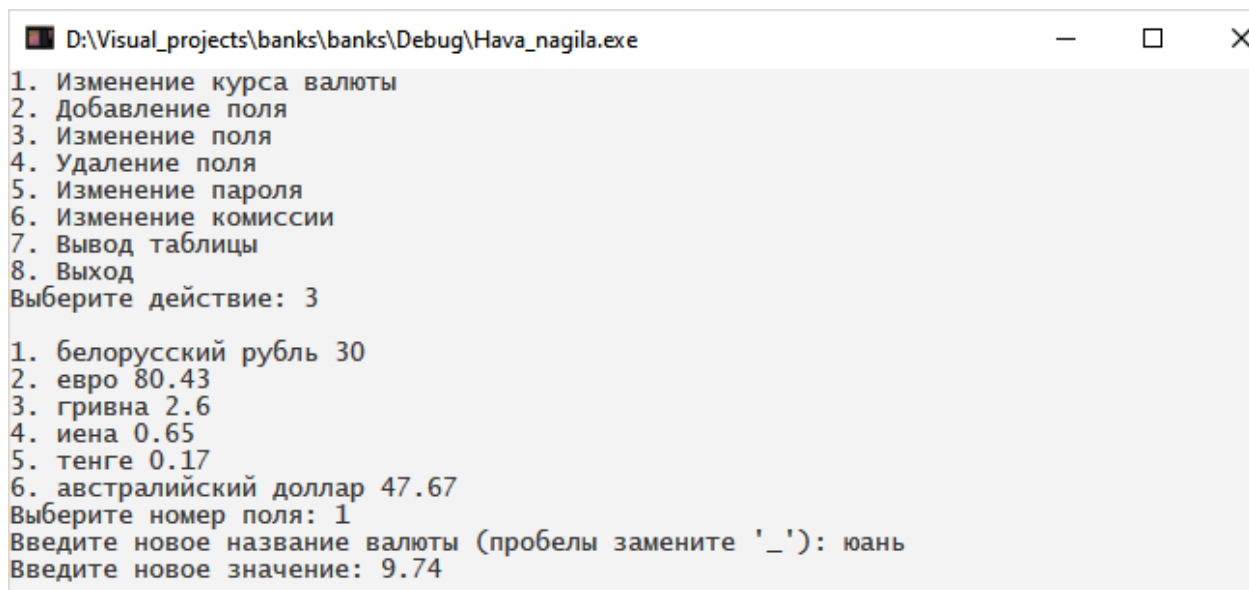 D:\Visual_projects\banks\banks\Debug\Hava_nagila.exe
1. Изменение курса валюты
2. Добавление поля
3. Изменение поля
4. Удаление поля
5. Изменение пароля
6. Изменение комиссии
7. Вывод таблицы
8. Выход
Выберите действие: 3

1. белорусский рубль 30
2. евро 80.43
3. гривна 2.6
4. иена 0.65
5. тенге 0.17
6. австралийский доллар 47.67
Выберите номер поля: 1
Введите новое название валюты (пробелы замените '_'): юань
Введите новое значение: 9.74